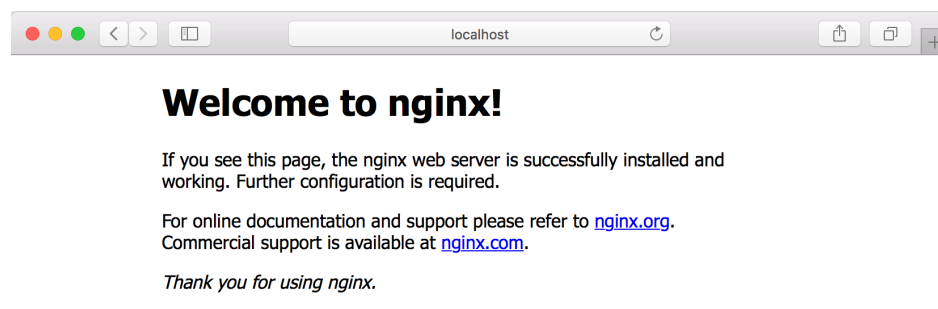 localhost
Welcome to nginx!
If you see this page, the nginx web server is successfully installed and
working. Further configuration is required.
For online documentation and support please refer to nginx.org.
Commercial support is available at nginx.com.
Thank you for using nginx.